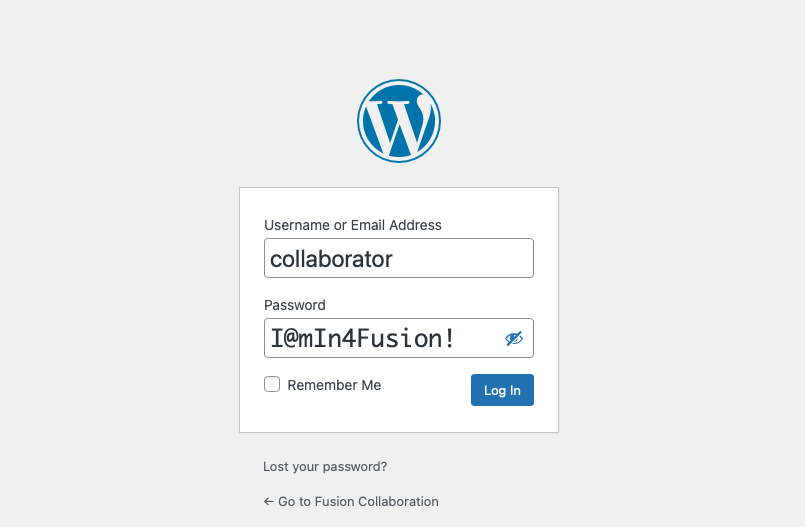 Username or Email Address
collaborator
Password
I@mIn4Fusion!
Remember Me
Log In
Lost your password?
← Go to Fusion Collaboration